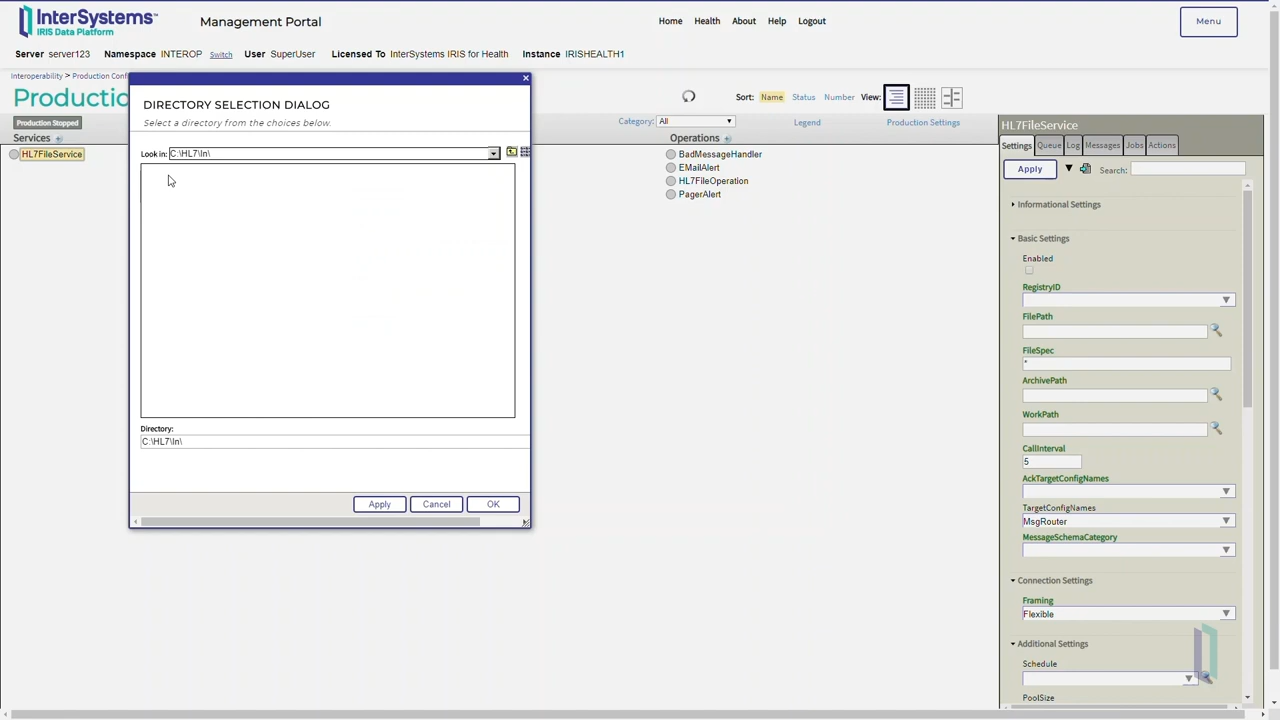 InterSystems™
IRIS Data Platform
Management Portal
Home Health About Help Logout
Menu
Server server123 Namespace INTEROP Switch User SuperUser Licensed To InterSystems IRIS for Health Instance IRISHEALTH1
Interoperability > Production Conf
Productio
Sort: Name Status Number View:
Production Stopped
Category: All Legend Production Settings
Services
Operations
HL7FileService
BadMessageHandler
EMailAlert
HL7FileOperation
PagerAlert
DIRECTORY SELECTION DIALOG
Select a directory from the choices below.
Look in: C:\HL7\In\
Directory:
C:\HL7\In\
Apply Cancel OK
HL7FileService
Settings Queue Log Messages Jobs Actions
Apply Search:
Informational Settings
Basic Settings
Enabled
RegistryID
FilePath
FileSpec
*
ArchivePath
WorkPath
CallInterval
5
AckTargetConfigNames
TargetConfigNames
MsgRouter
MessageSchemaCategory
Connection Settings
Framing
Flexible
Additional Settings
Schedule
PoolSize